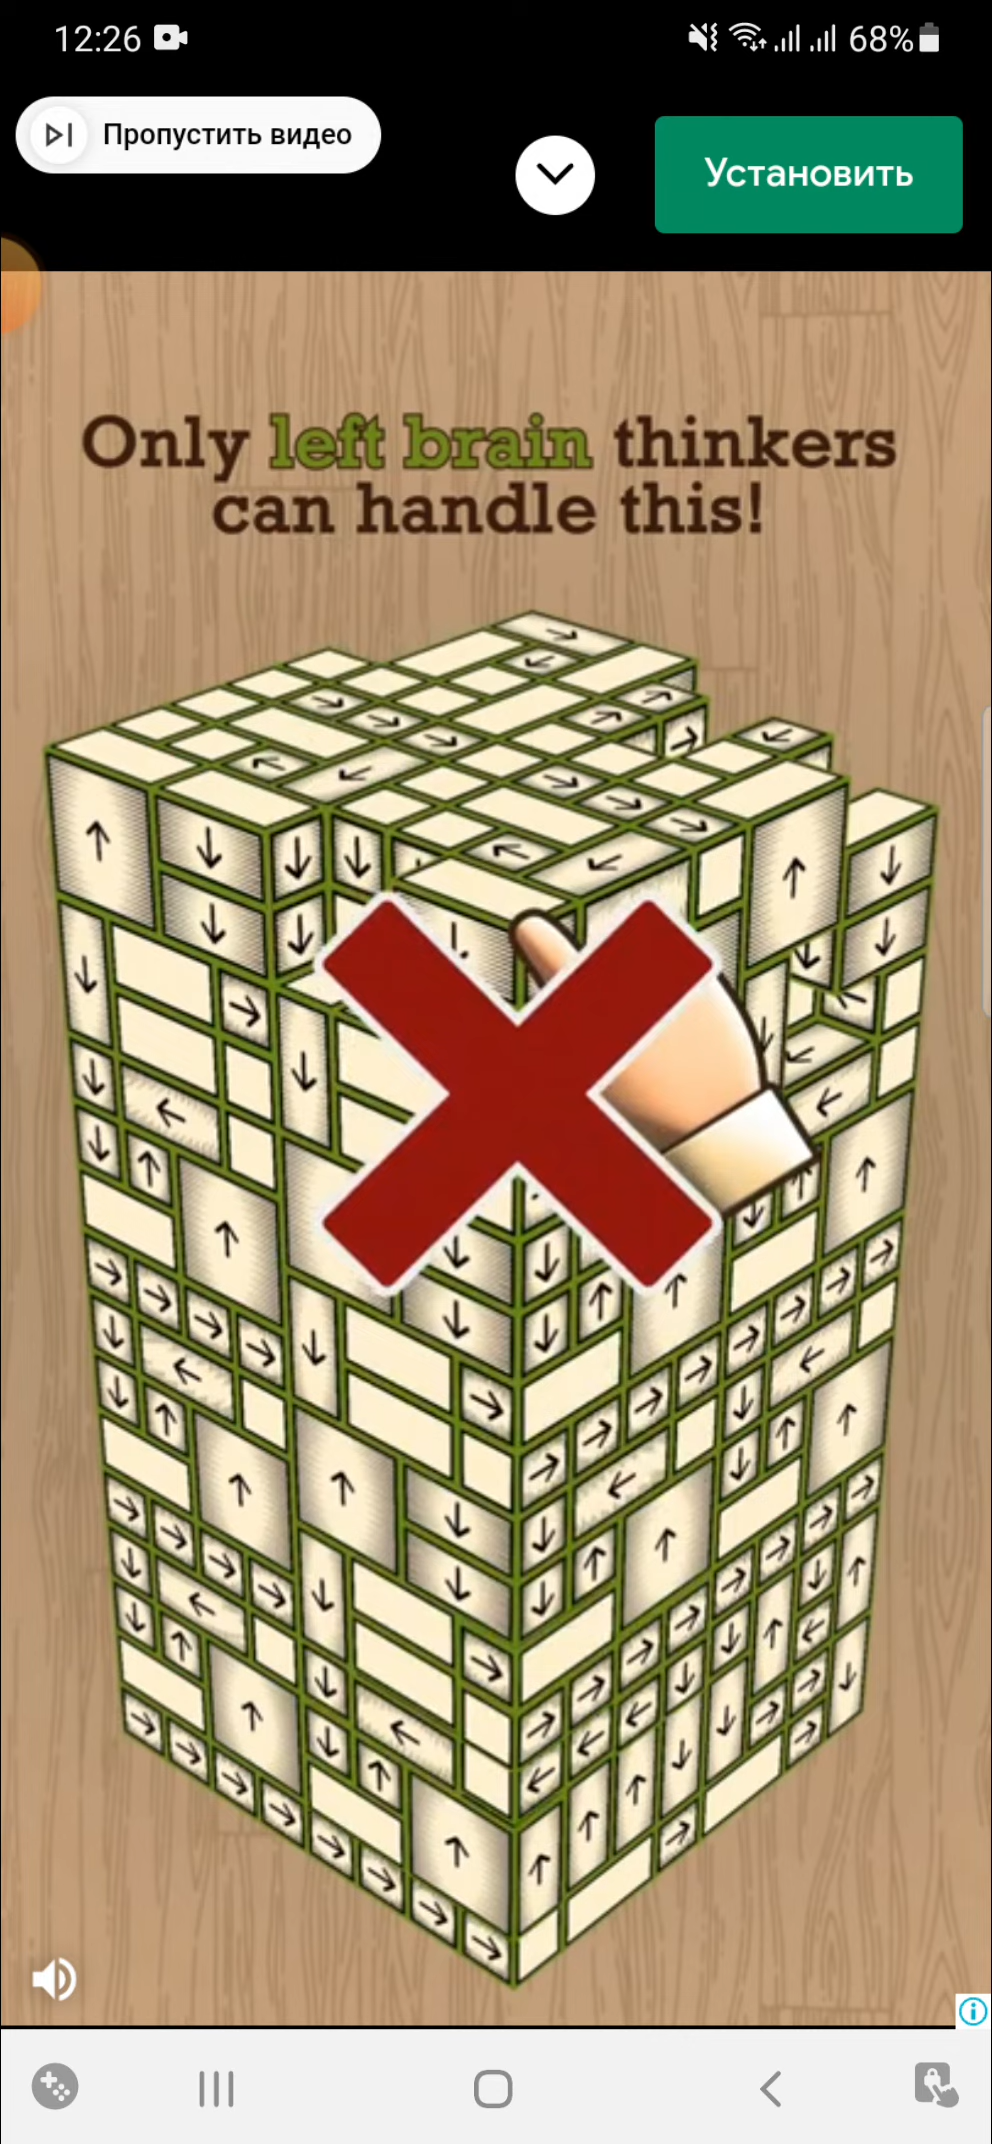 12:26
68%
Пропустить видео
Установить
Only left brain thinkers
can handle this!